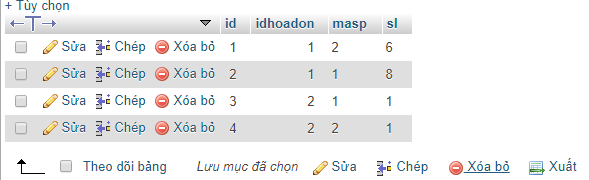 + Tùy chọn
id idhoadon masp sl
Sửa Chép Xóa bỏ 1 1 2 6
Sửa Chép Xóa bỏ 2 1 1 8
Sửa Chép Xóa bỏ 3 2 1 1
Sửa Chép Xóa bỏ 4 2 2 1
Theo dõi bảng Lưu mục đã chọn Sửa Chép Xóa bỏ Xuất